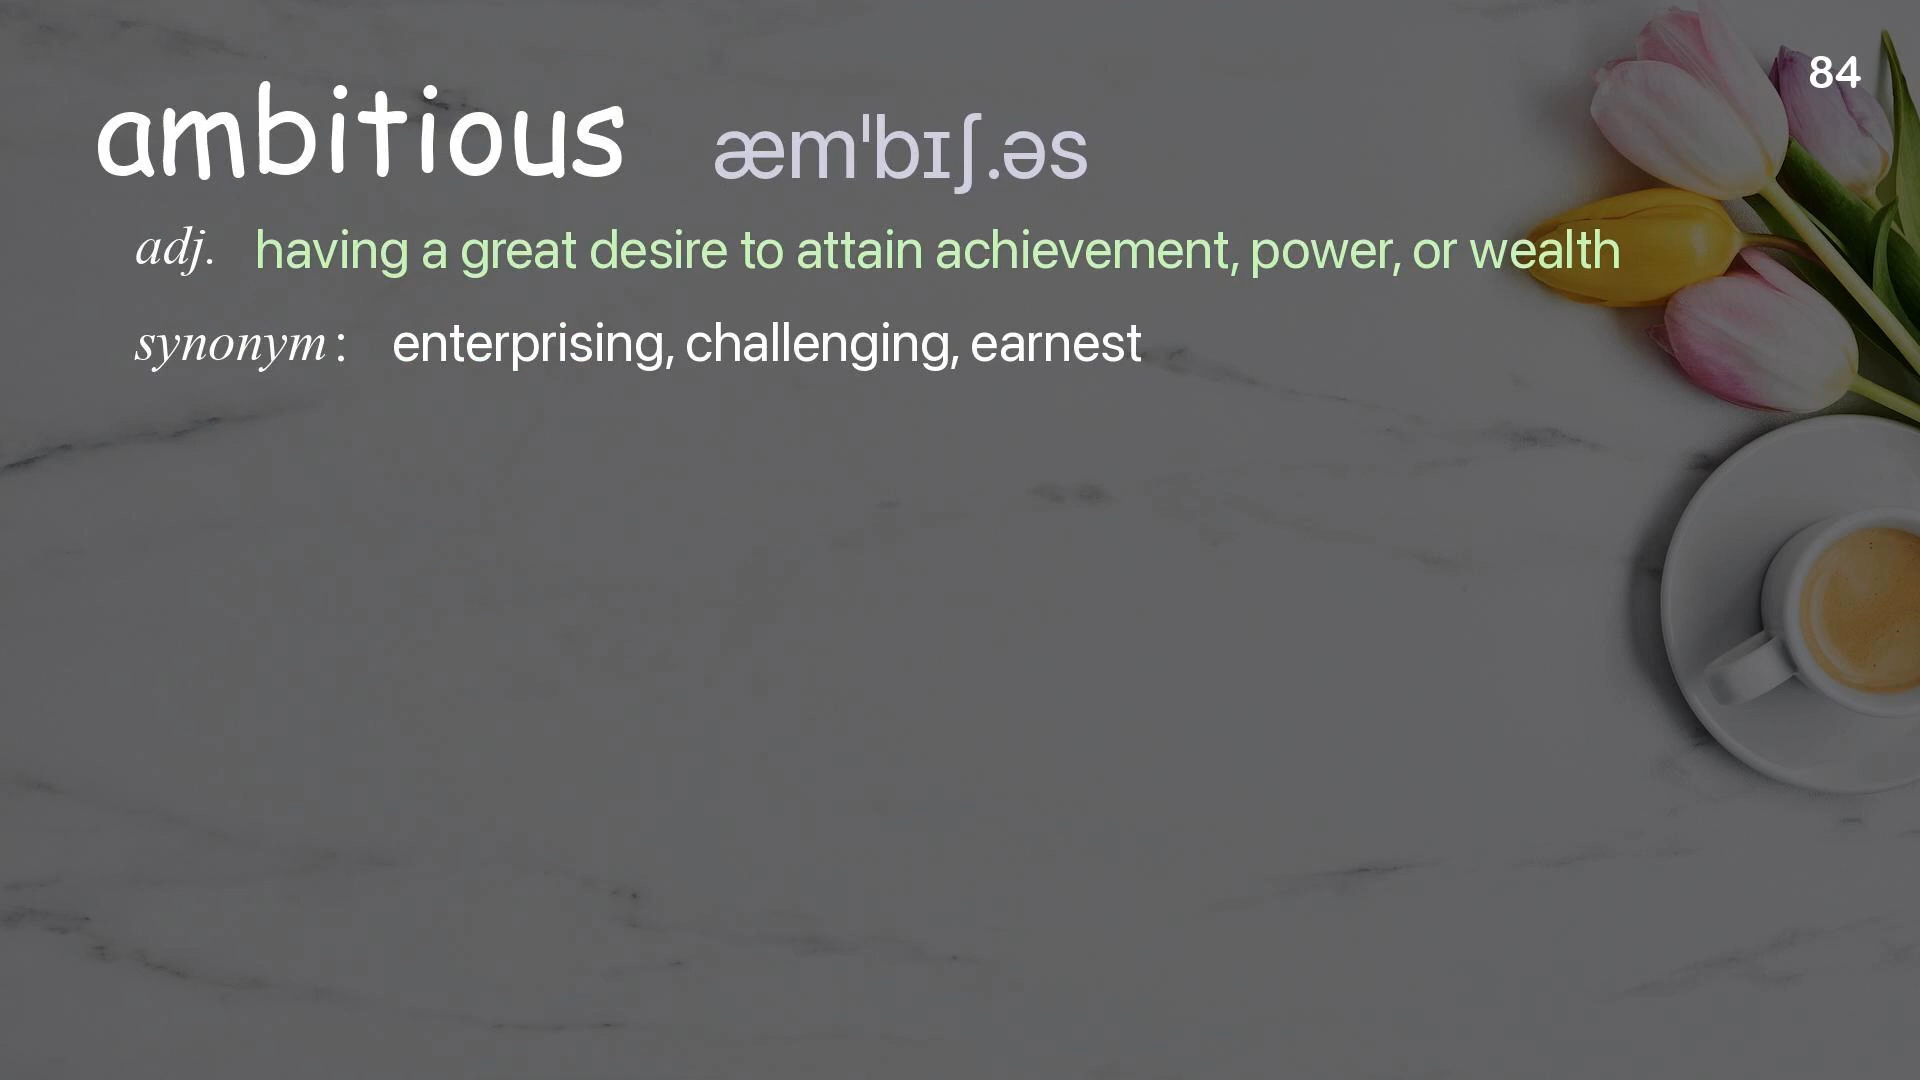 84
ambitious æmˈbɪʃ.əs
adj. having a great desire to attain achievement, power, or wealth
synonym: enterprising, challenging, earnest